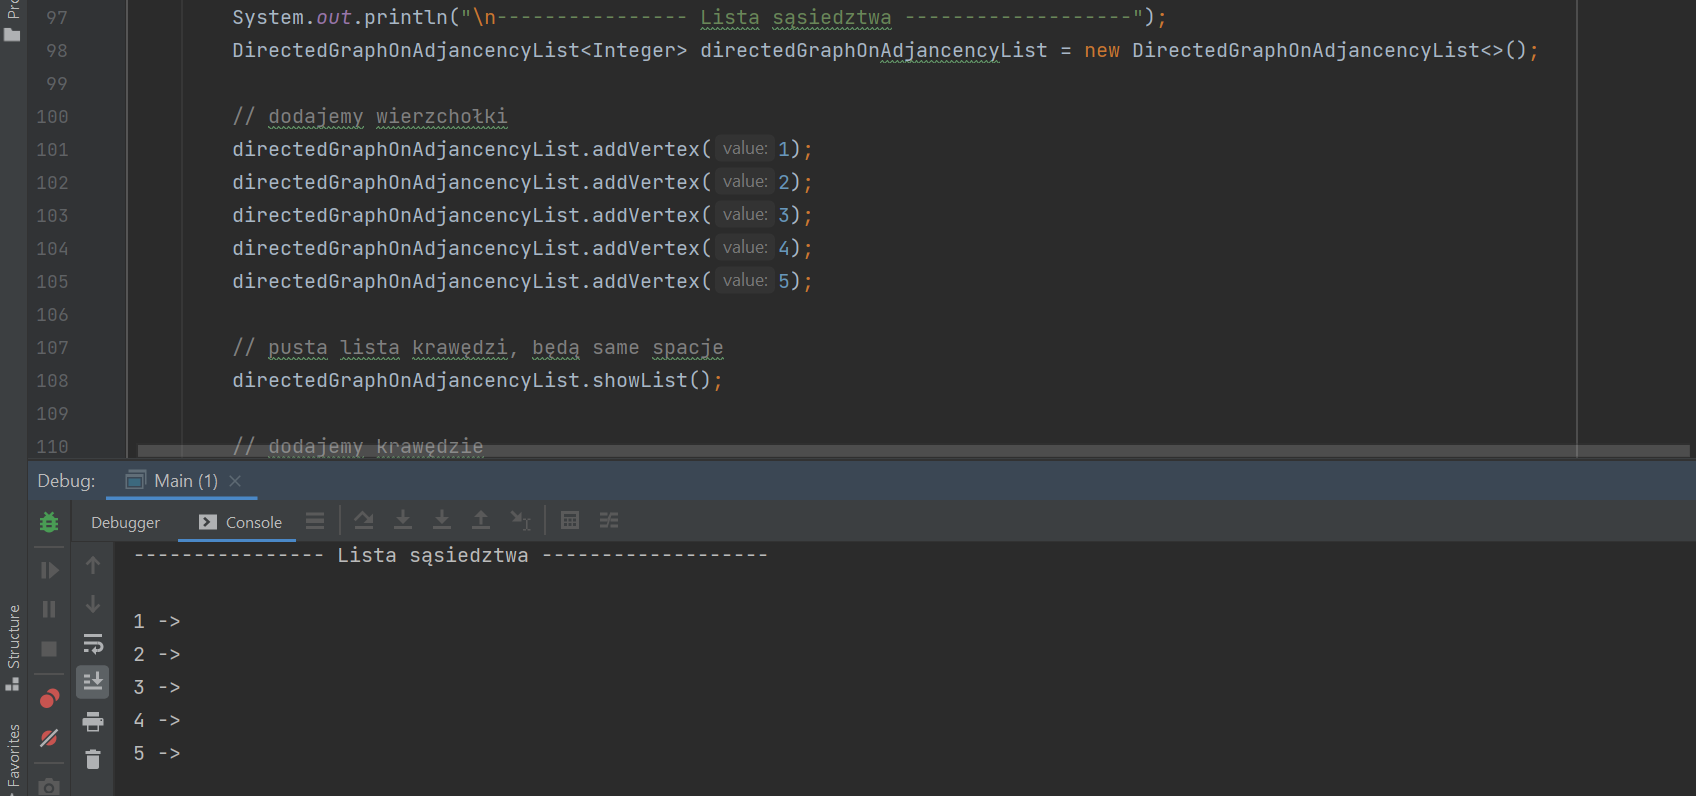 Pr
97 System.out.println("\n---------------- Lista sąsiedztwa -------------------");
98 DirectedGraphOnAdjancencyList<Integer> directedGraphOnAdjancencyList = new DirectedGraphOnAdjancencyList<>();
99
100 // dodajemy wierzchołki
101 directedGraphOnAdjancencyList.addVertex( value: 1);
102 directedGraphOnAdjancencyList.addVertex( value: 2);
103 directedGraphOnAdjancencyList.addVertex( value: 3);
104 directedGraphOnAdjancencyList.addVertex( value: 4);
105 directedGraphOnAdjancencyList.addVertex( value: 5);
106
107 // pusta lista krawędzi, będą same spacje
108 directedGraphOnAdjancencyList.showList();
109
110 // dodajemy krawędzie
Debug: Main (1)
Debugger Console
---------------- Lista sąsiedztwa -------------------
1 ->
2 ->
3 ->
4 ->
5 ->
Structure
Favorites